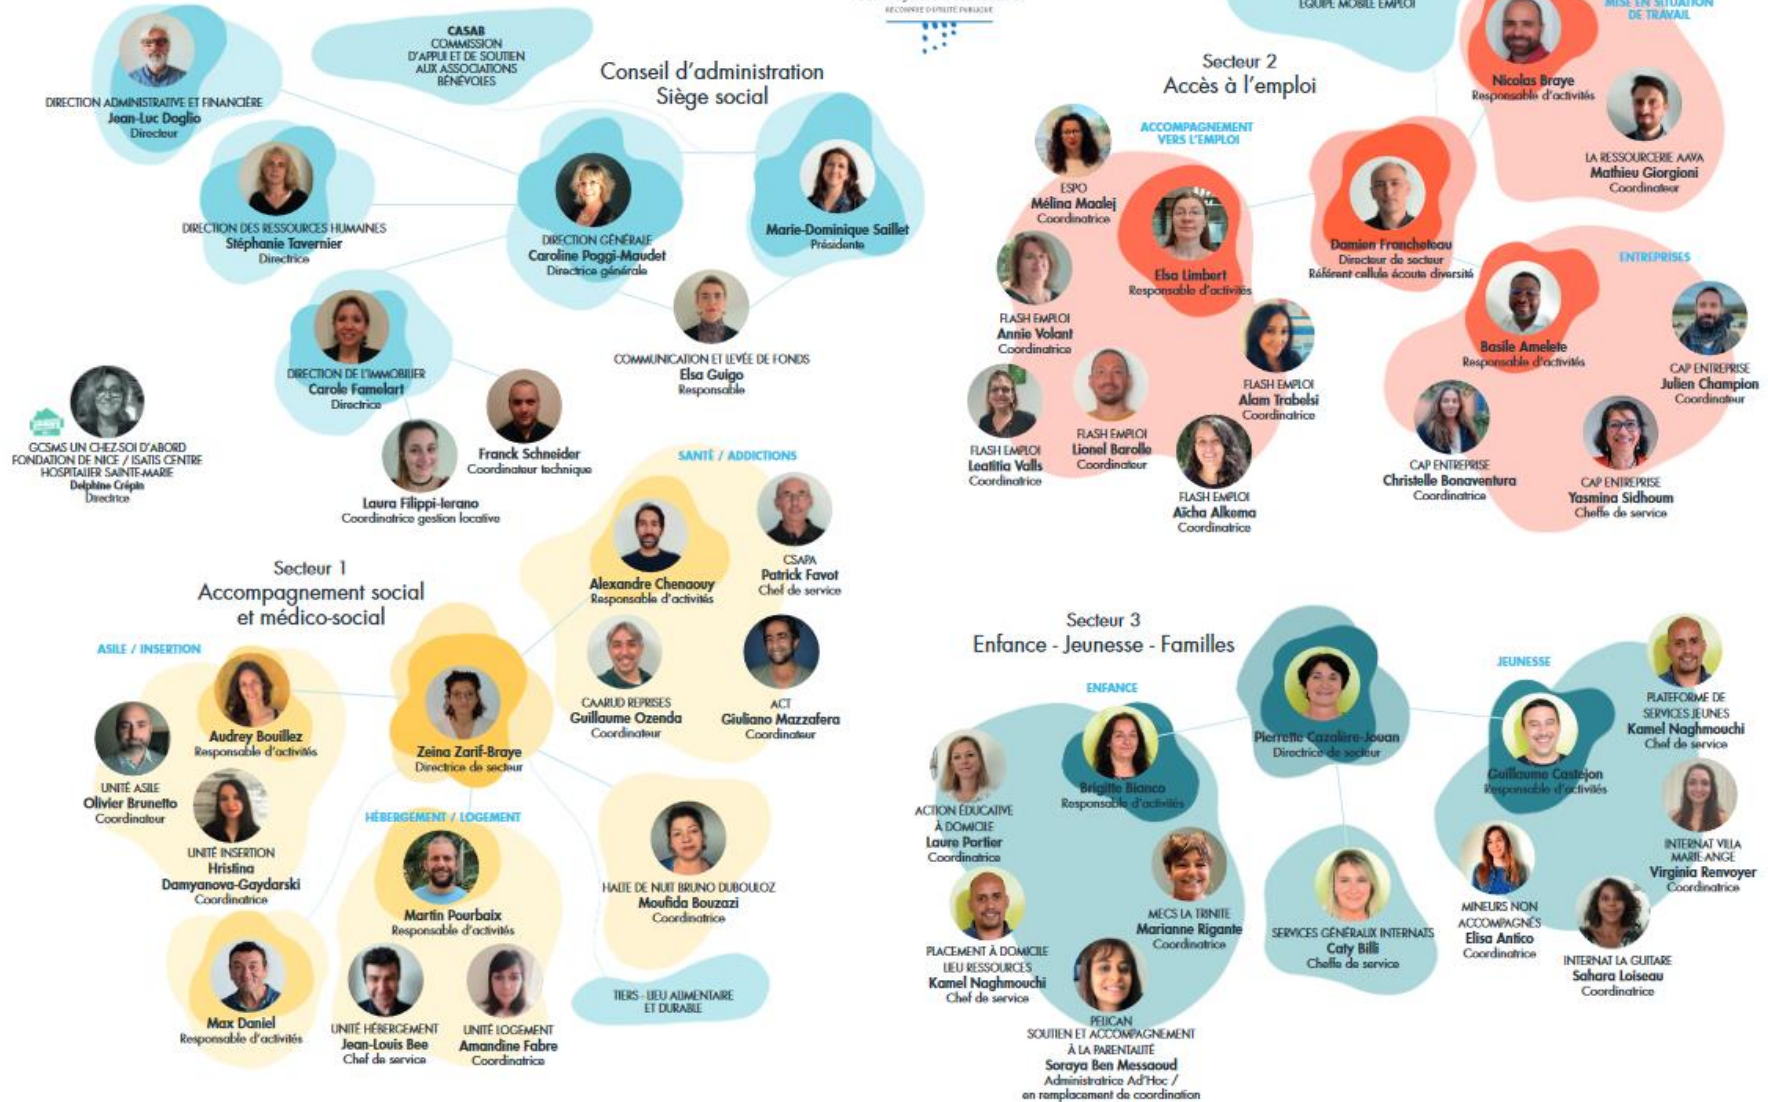 RECONNUE D'UTILITÉ PUBLIQUE
CASAB
COMMISSION
D'APPUI ET DE SOUTIEN
AUX ASSOCIATIONS
BÉNÉVOLES
Conseil d'administration
Siège social
DIRECTION ADMINISTRATIVE ET FINANCIÈRE
Jean-Luc Doglio
Directeur
DIRECTION DES RESSOURCES HUMAINES
Stéphanie Tavernier
Directrice
DIRECTION GÉNÉRALE
Caroline Poggi-Maudet
Directrice générale
Marie-Dominique Saillet
Présidente
DIRECTION DE L'IMMOBILIER
Carole Famelart
Directrice
COMMUNICATION ET LEVÉE DE FONDS
Elsa Guigo
Responsable
GCSMS UN CHEZ-SOI D'ABORD
FONDATION DE NICE / ISATIS CENTRE
HOSPITALIER SAINTE-MARIE
Delphine Crépin
Directrice
Franck Schneider
Coordinateur technique
Laura Filippi-Ierano
Coordinatrice gestion locative
EQUIPE MOBILE EMPLOI
MISE EN SITUATION
DE TRAVAIL
Secteur 2
Accès à l'emploi
Nicolas Braye
Responsable d'activités
LA RESSOURCERIE AAVA
Mathieu Giorgioni
Coordinateur
ACCOMPAGNEMENT
VERS L'EMPLOI
ESPO
Mélina Maalej
Coordinatrice
Elsa Limbert
Responsable d'activités
Damien Francheteau
Directeur de secteur
Référent cellule écoute diversité
ENTREPRISES
Basile Amelete
Responsable d'activités
FLASH EMPLOI
Annie Volant
Coordinatrice
FLASH EMPLOI
Alam Trabelsi
Coordinatrice
CAP ENTREPRISE
Julien Champion
Coordinateur
FLASH EMPLOI
Leatitia Valls
Coordinatrice
FLASH EMPLOI
Lionel Barolle
Coordinateur
FLASH EMPLOI
Aïcha Alkema
Coordinatrice
CAP ENTREPRISE
Christelle Bonaventura
Coordinatrice
CAP ENTREPRISE
Yasmina Sidhoum
Cheffe de service
Secteur 1
Accompagnement social
et médico-social
SANTÉ / ADDICTIONS
Alexandre Chenaouy
Responsable d'activités
CSAPA
Patrick Favot
Chef de service
CAARUD REPRISES
Guillaume Ozenda
Coordinateur
ACT
Giuliano Mazzafera
Coordinateur
ASILE / INSERTION
Audrey Bouillez
Responsable d'activités
Zeina Zarif-Braye
Directrice de secteur
UNITÉ ASILE
Olivier Brunetto
Coordinateur
UNITÉ INSERTION
Hristina
Damyanova-Gaydarski
Coordinatrice
HÉBERGEMENT / LOGEMENT
Martin Pourbaix
Responsable d'activités
HALTE DE NUIT BRUNO DUBOULOZ
Moufida Bouzazi
Coordinatrice
Max Daniel
Responsable d'activités
UNITÉ HÉBERGEMENT
Jean-Louis Bee
Chef de service
UNITÉ LOGEMENT
Amandine Fabre
Coordinatrice
TIERS - LIEU ALIMENTAIRE
ET DURABLE
Secteur 3
Enfance - Jeunesse - Familles
ENFANCE
Brigitte Bianco
Responsable d'activités
Pierrette Cazalère-Jouan
Directrice de secteur
JEUNESSE
Guillaume Castejon
Responsable d'activités
PLATEFORME DE
SERVICES JEUNES
Kamel Naghmouchi
Chef de service
ACTION ÉDUCATIVE
À DOMICILE
Laure Portier
Coordinatrice
MECS LA TRINITE
Marianne Rigante
Coordinatrice
SERVICES GÉNÉRAUX INTERNATS
Caty Billi
Cheffe de service
MINEURS NON
ACCOMPAGNÉS
Elisa Antico
Coordinatrice
INTERNAT VILLA
MARIE-ANGE
Virginia Renvoyer
Coordinatrice
PLACEMENT À DOMICILE
LIEU RESSOURCES
Kamel Naghmouchi
Chef de service
INTERNAT LA GUITARE
Sahara Loiseau
Coordinatrice
PELICAN
SOUTIEN ET ACCOMPAGNEMENT
À LA PARENTALITÉ
Soraya Ben Messaoud
Administratrice Ad'Hoc /
en remplacement de coordination